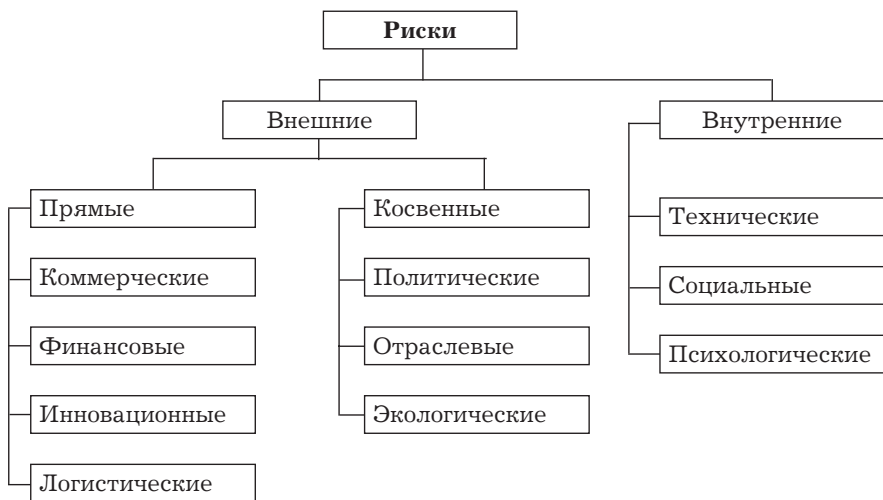 Риски
Внешние
Внутренние
Прямые
Косвенные
Технические
Коммерческие
Политические
Социальные
Финансовые
Отраслевые
Психологические
Инновационные
Экологические
Логистические